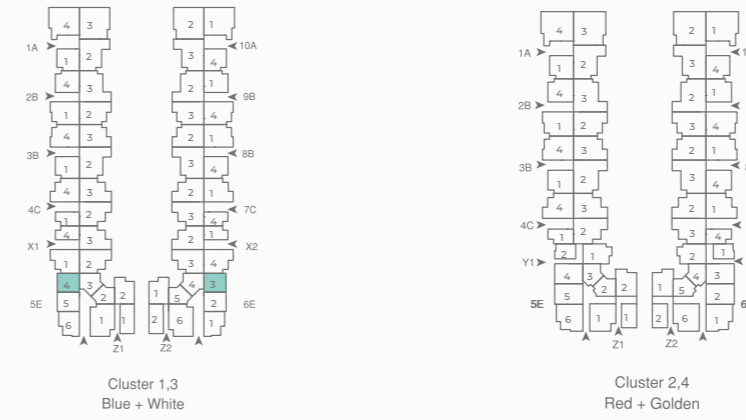 4 3 2 1
1A 10A
1 2 3 4
4 3 2 1
2B 9B
1 2 3 4
4 3 2 1
3B 8B
1 2 3 4
4 3 2 1
4C 7C
1 2 3 4
4 3 2 1
X1 X2
1 2 3 4
4 3 2 2 1 4 3
5E 5 5 2 6E
6 1 1 2 6 1
Z1 Z2
Cluster 1,3
Blue + White
4 3 2 1
1A
1 2 3 4
4 3 2 1
2B
1 2 3 4
4 3 2 1
3B
1 2 3 4
4 3 2 1
4C
1 2 3 4
2 1 2 1
Y1
4 3 2 2 1 4 3
5E 5 5 2
6 1 1 2 6 1
Z1 Z2
Cluster 2,4
Red + Golden